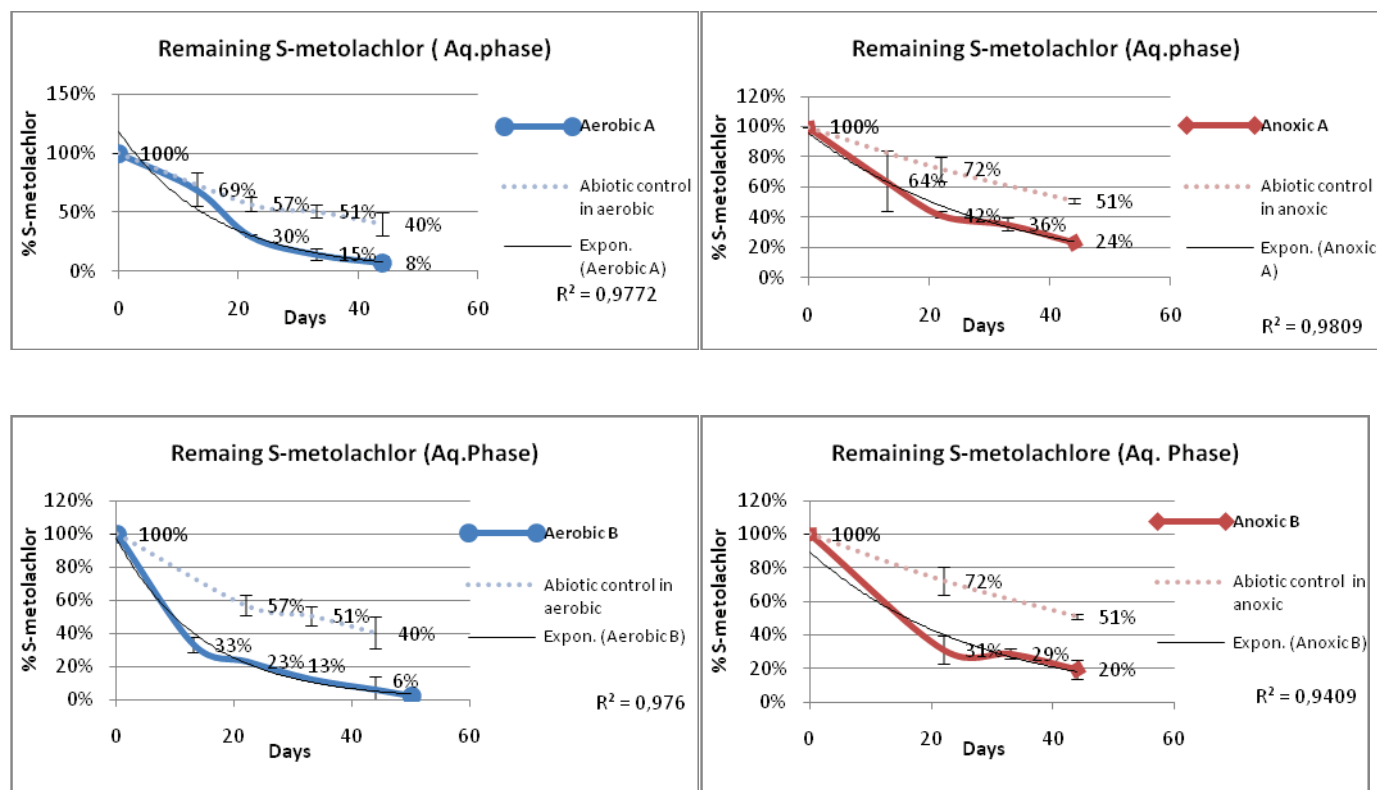 Remaining S-metolachlor ( Aq.phase)
% S-metolachlor
150%
100%
50%
0%
100%
69%
57%
51%
40%
30%
15%
8%
0
20
40
60
Days
Aerobic A
Abiotic control
in aerobic
Expon.
(Aerobic A)
R² = 0,9772
Remaining S-metolachlor (Aq.phase)
% S-metolachlor
120%
100%
80%
60%
40%
20%
0%
100%
72%
64%
51%
42%
36%
24%
0
20
40
60
Days
Anoxic A
Abiotic control
in anoxic
Expon. (Anoxic
A)
R² = 0,9809
Remaing S-metolachlor (Aq.Phase)
% S-metolachlor
120%
100%
80%
60%
40%
20%
0%
100%
57%
51%
40%
33%
23%
13%
6%
0
20
40
60
Days
Aerobic B
Abiotic control in
aerobic
Expon. (Aerobic B)
R² = 0,976
Remaining S-metolachlore (Aq. Phase)
% S-metolachlor
120%
100%
80%
60%
40%
20%
0%
100%
72%
51%
31%
29%
20%
0
20
40
60
Days
Anoxic B
Abiotic control in
anoxic
Expon. (Anoxic B)
R² = 0,9409